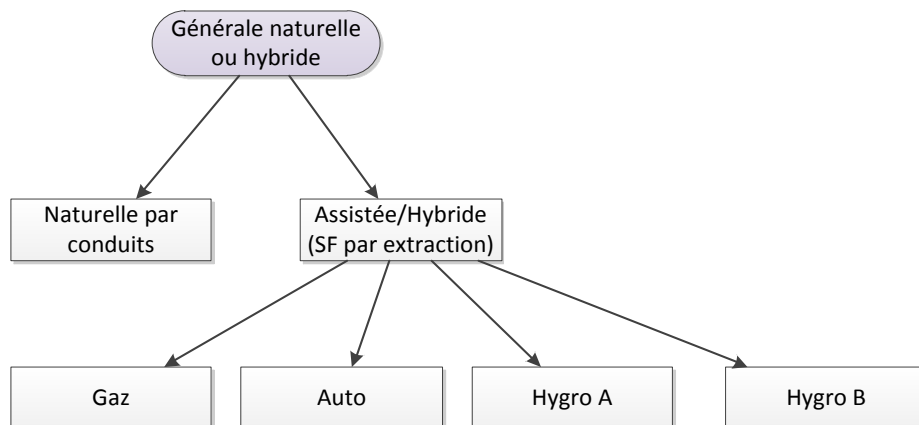 Générale naturelle
ou hybride
Naturelle par
conduits
Assistée/Hybride
(SF par extraction)
Gaz
Auto
Hygro A
Hygro B